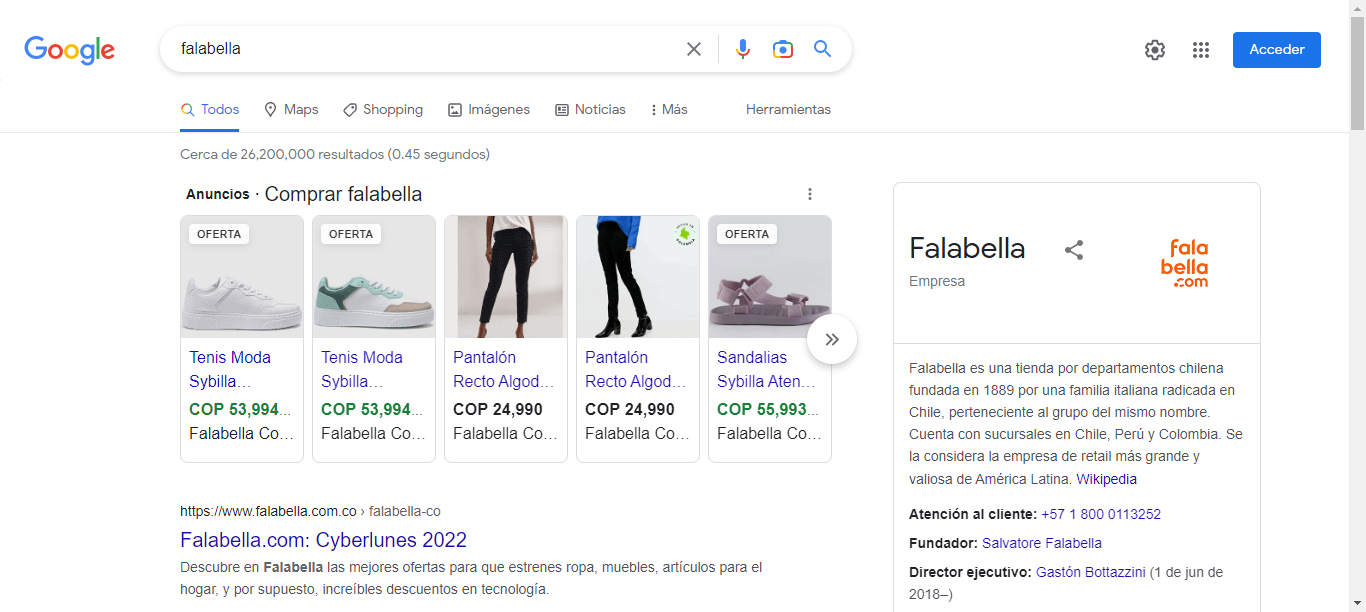 Google
falabella
Acceder
Todos
Maps
Shopping
Imágenes
Noticias
Más
Herramientas
Cerca de 26,200,000 resultados (0.45 segundos)
Anuncios · Comprar falabella
OFERTA
Tenis Moda
Sybilla…
COP 53,994...
Falabella Co…
OFERTA
Tenis Moda
Sybilla…
COP 53,994...
Falabella Co…
Pantalón
Recto Algod…
COP 24,990
Falabella Co…
Pantalón
Recto Algod…
COP 24,990
Falabella Co…
OFERTA
Sandalias
Sybilla Aten…
COP 55,993...
Falabella Co…
https://www.falabella.com.co › falabella-co
Falabella.com: Cyberlunes 2022
Descubre en Falabella las mejores ofertas para que estrenes ropa, muebles, artículos para el
hogar, y por supuesto, increíbles descuentos en tecnología.
Falabella
Empresa
fala
bella
.com
Falabella es una tienda por departamentos chilena
fundada en 1889 por una familia italiana radicada en
Chile, perteneciente al grupo del mismo nombre.
Cuenta con sucursales en Chile, Perú y Colombia. Se
la considera la empresa de retail más grande y
valiosa de América Latina. Wikipedia
Atención al cliente: +57 1 800 0113252
Fundador: Salvatore Falabella
Director ejecutivo: Gastón Bottazzini (1 de jun de
2018–)